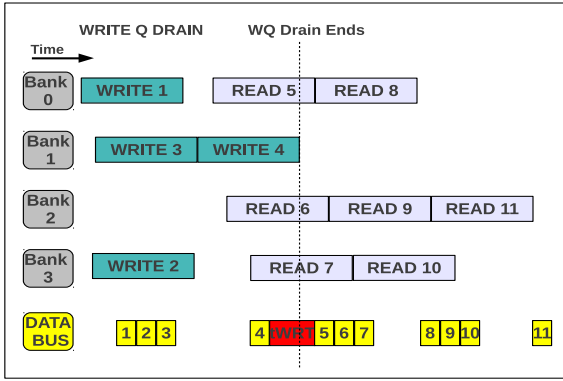 WRITE Q DRAIN WQ Drain Ends
Time
Bank 0 WRITE 1 READ 5 READ 8
Bank 1 WRITE 3 WRITE 4
Bank 2 READ 6 READ 9 READ 11
Bank 3 WRITE 2 READ 7 READ 10
DATA BUS 1 2 3 4 tWRT 5 6 7 8 9 10 11